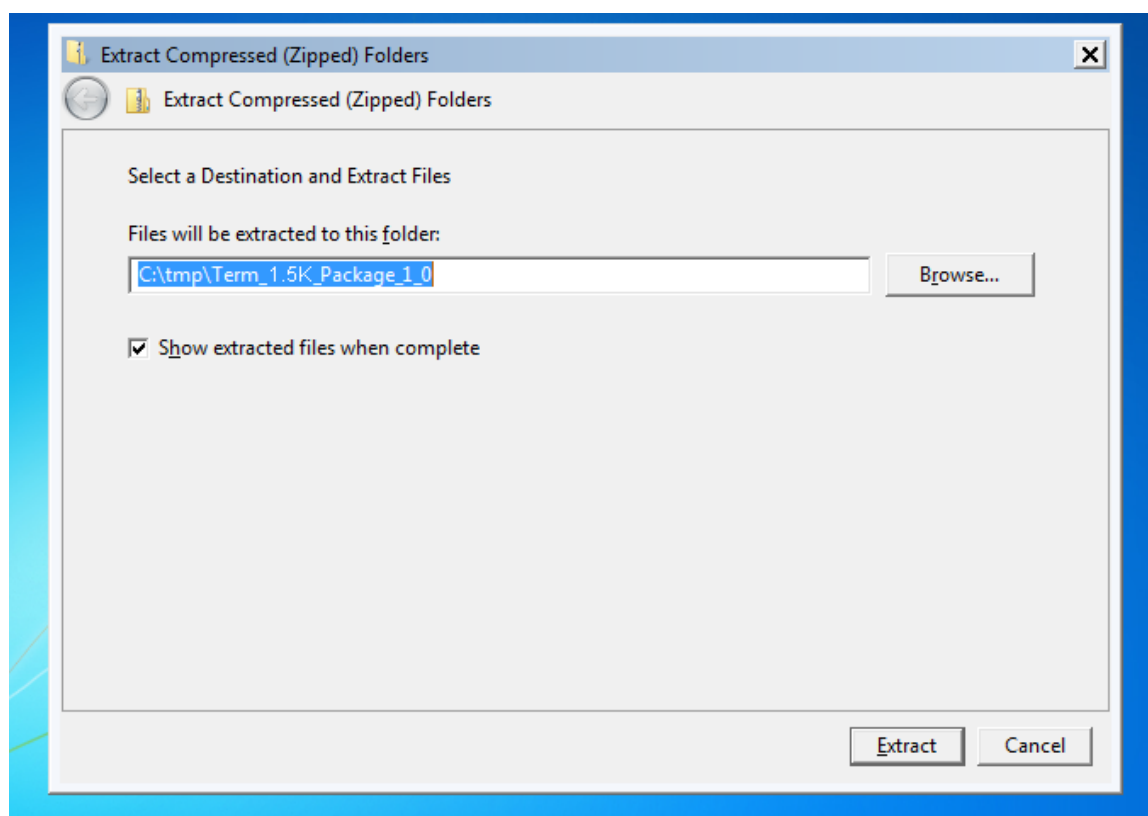 Extract Compressed (Zipped) Folders
Extract Compressed (Zipped) Folders
Select a Destination and Extract Files
Files will be extracted to this folder:
C:\tmp\Term_1.5K_Package_1_0
Browse...
Show extracted files when complete
Extract
Cancel